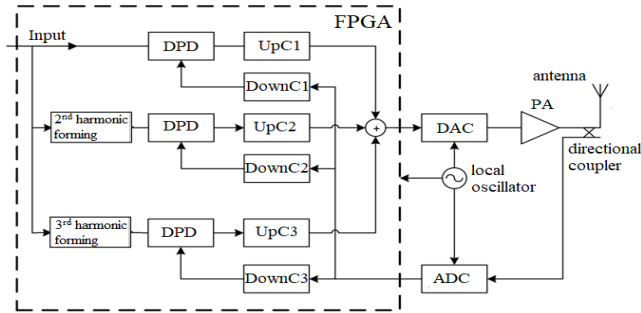 FPGA
Input
DPD
UpC1
DownC1
antenna
PA
2nd harmonic
forming
DPD
UpC2
+
DAC
directional
coupler
DownC2
local
oscillator
3rd harmonic
forming
DPD
UpC3
DownC3
ADC